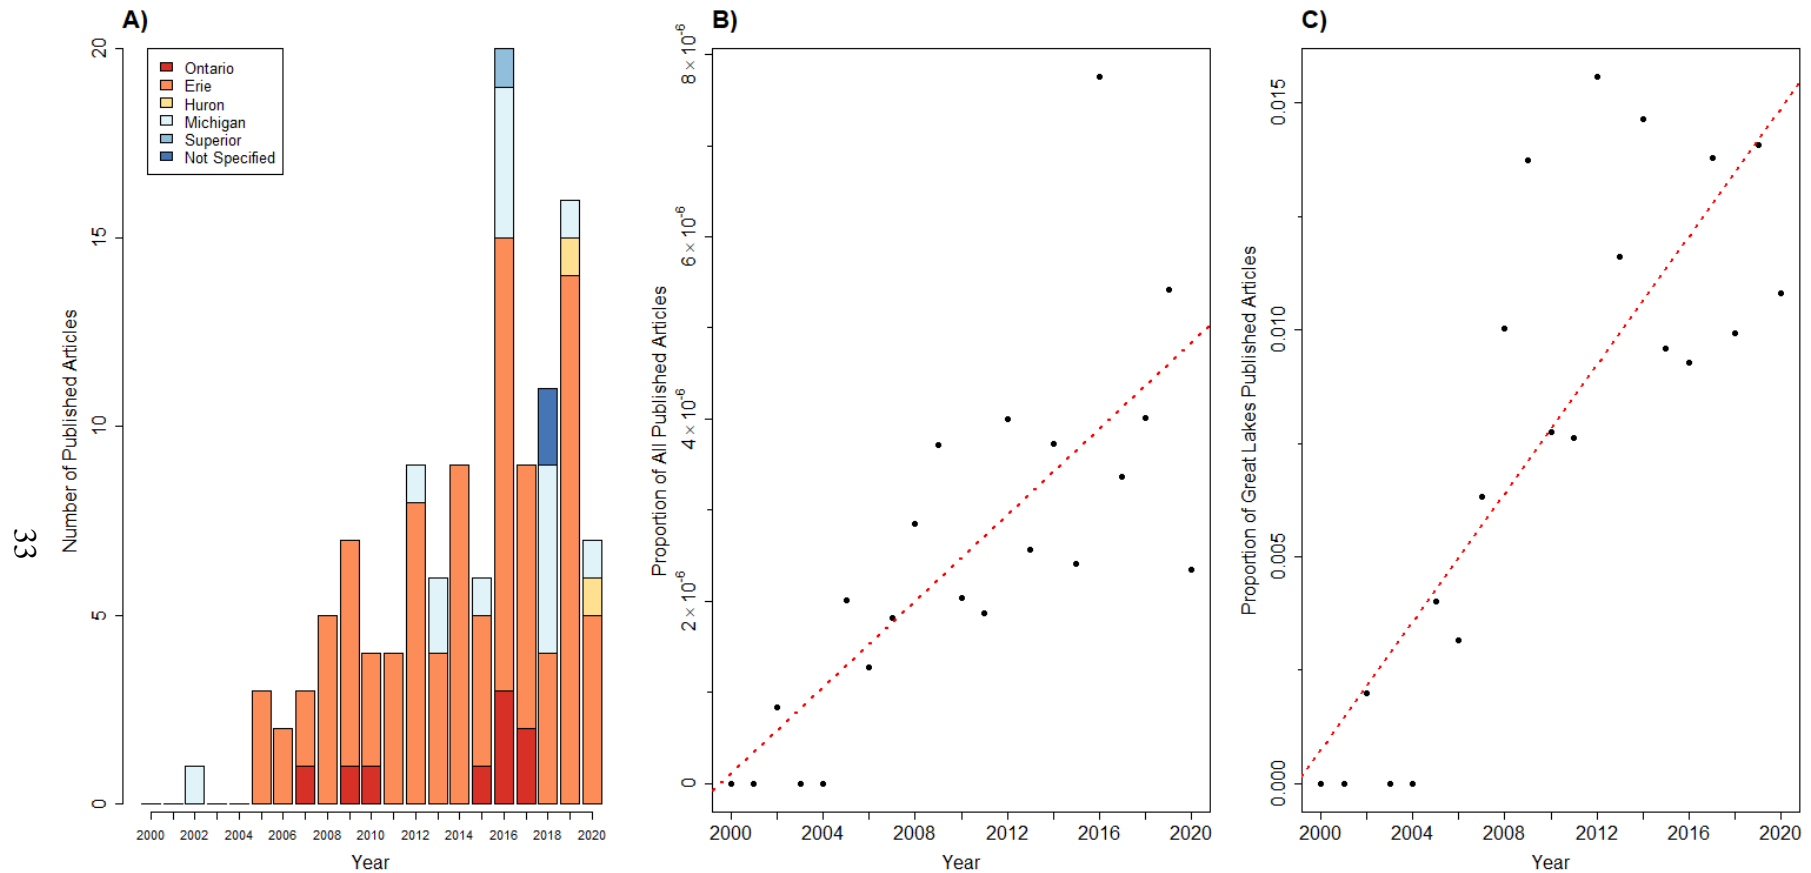 A)
Number of Published Articles
20
15
10
5
0
Ontario
Erie
Huron
Michigan
Superior
Not Specified
2000 2002 2004 2006 2008 2010 2012 2014 2016 2018 2020
Year
B)
Proportion of All Published Articles
8 × 10⁻⁶
6 × 10⁻⁶
4 × 10⁻⁶
2 × 10⁻⁶
0
2000 2004 2008 2012 2016 2020
Year
C)
Proportion of Great Lakes Published Articles
0.015
0.010
0.005
0.000
2000 2004 2008 2012 2016 2020
Year
33